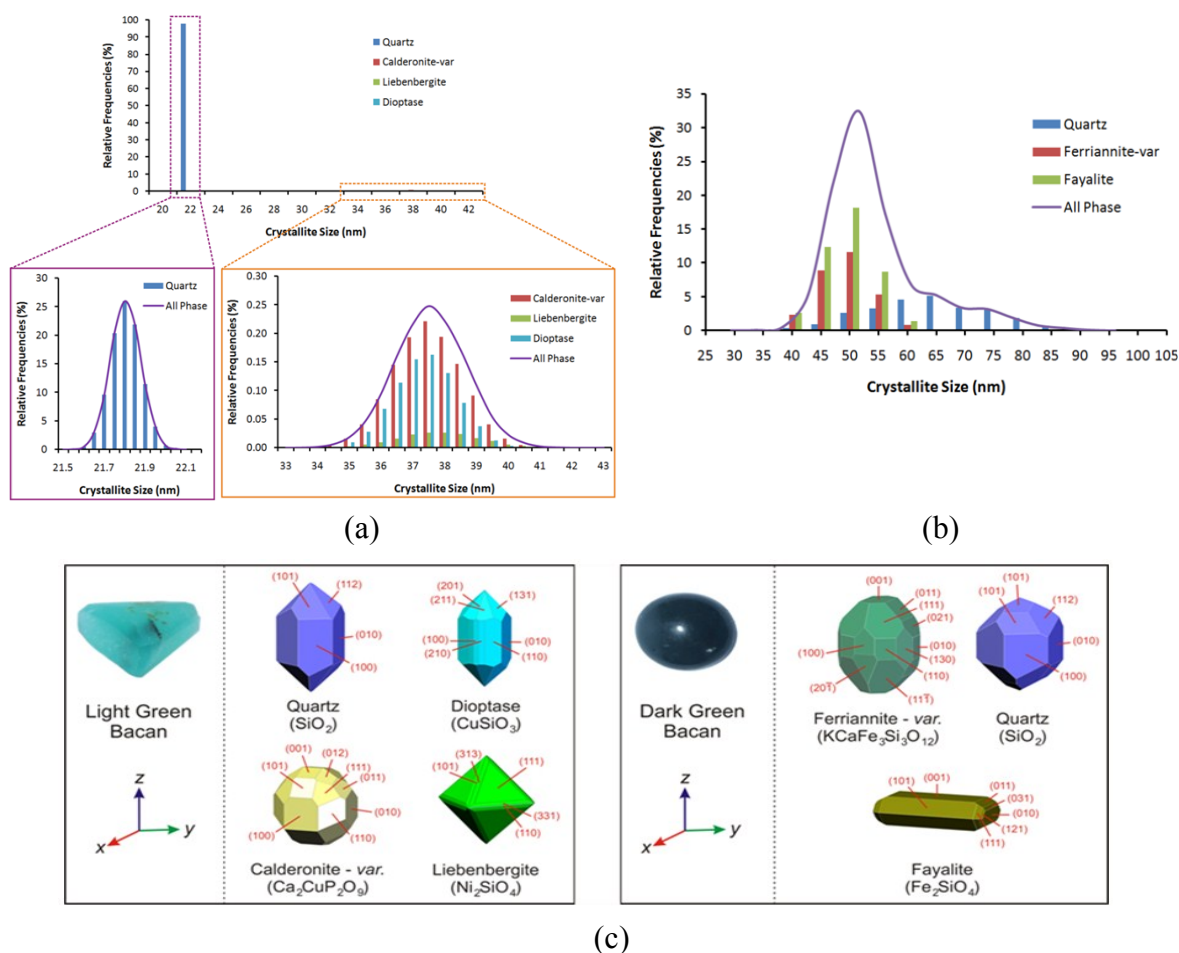 100
90
80
70
60
50
40
30
20
10
0
Relative Frequencies (%)
Quartz
Calderonite-var
Liebenbergite
Dioptase
20 22 24 26 28 30 32 34 36 38 40 42
Crystallite Size (nm)
30
25
20
15
10
5
0
Relative Frequencies (%)
Quartz
All Phase
21.5 21.7 21.9 22.1
Crystallite Size (nm)
0.30
0.25
0.20
0.15
0.10
0.05
0.00
Relative Frequencies (%)
Calderonite-var
Liebenbergite
Dioptase
All Phase
33 34 35 36 37 38 39 40 41 42 43
Crystallite Size (nm)
(a)
35
30
25
20
15
10
5
0
Relative Frequencies (%)
Quartz
Ferriannite-var
Fayalite
All Phase
25 35 40 45 50 55 60 65 70 75 80 85 90 95 100 105
Crystallite Size (nm)
(b)
Light Green
Bacan
z
y
x
(101)
(112)
(010)
(100)
Quartz
(SiO₂)
(201)
(211)
(131)
(100)
(210)
(010)
(110)
Dioptase
(CuSiO₃)
(001)
(012)
(101)
(111)
(011)
(010)
(100)
(110)
Calderonite - var.
(Ca₂CuP₂O₉)
(313)
(101)
(111)
(331)
(110)
Liebenbergite
(Ni₂SiO₄)
Dark Green
Bacan
z
y
x
(001)
(011)
(111)
(021)
(100)
(010)
(130)
(110)
(201̅)
(111̅)
Ferriannite - var.
(KCaFe₃Si₃O₁₂)
(101)
(101)
(112)
(010)
(100)
Quartz
(SiO₂)
(101)
(001)
(011)
(031)
(010)
(121)
(111)
Fayalite
(Fe₂SiO₄)
(c)